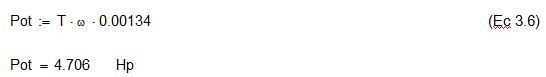 Pot := T · ω · 0.00134 (Ec 3.6)
Pot = 4.706 Hp